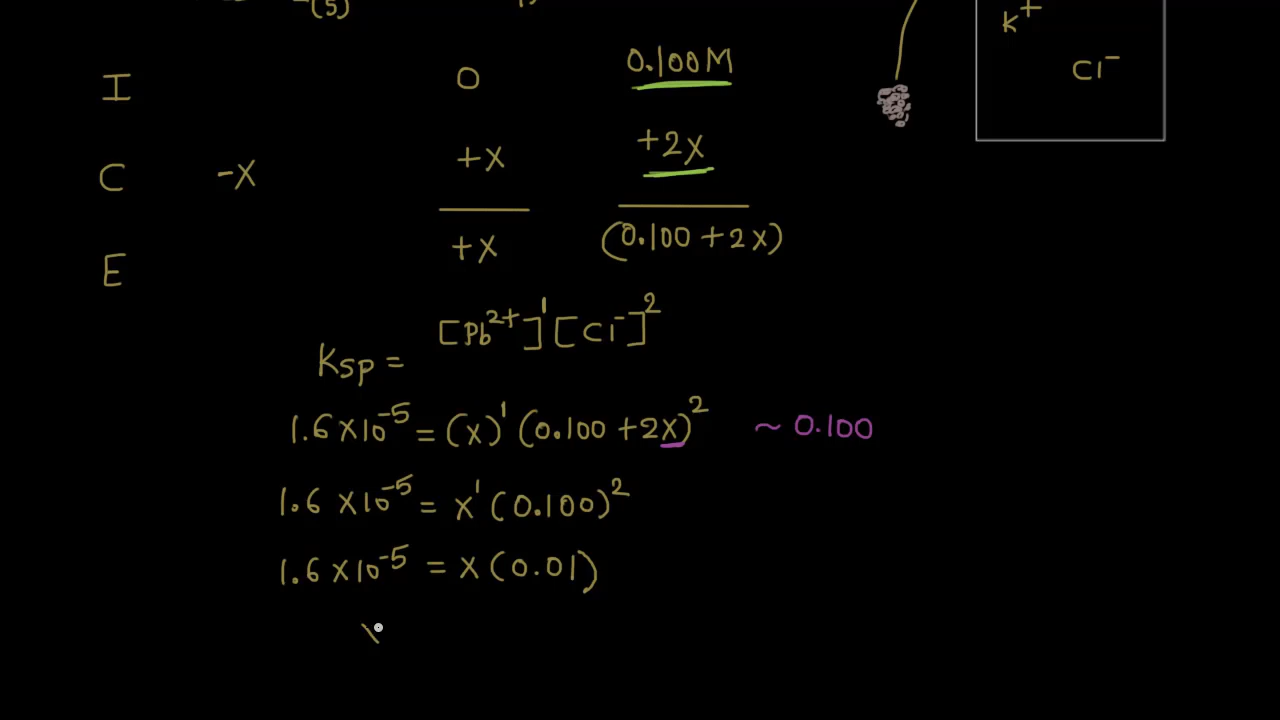 (5)
K⁺
Cl⁻
I 0 0.100M
C -X +X +2X
E +X (0.100 + 2X)
Ksp = [Pb²⁺]¹[Cl⁻]²
1.6 X 10⁻⁵ = (X)¹ (0.100 + 2X)² ~ 0.100
1.6 X 10⁻⁵ = X¹ (0.100)²
1.6 X 10⁻⁵ = X (0.01)